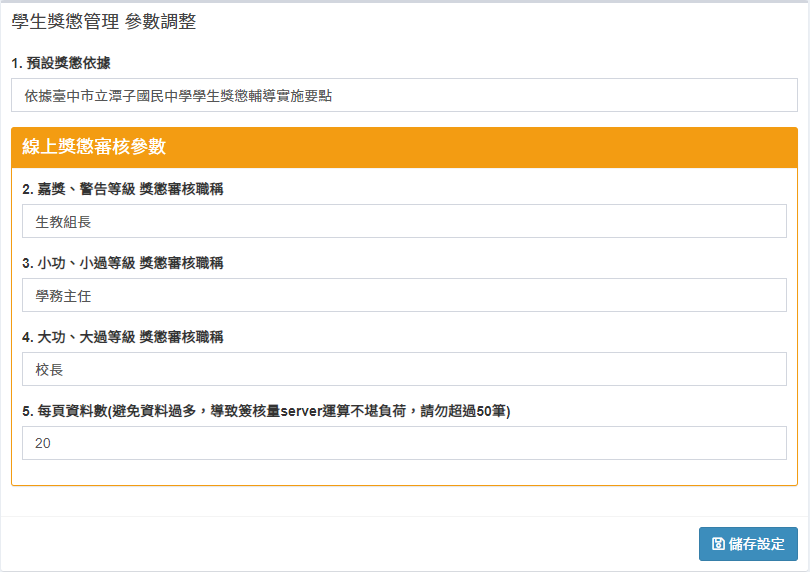 學生獎懲管理 參數調整
1. 預設獎懲依據
依據臺中市立潭子國民中學學生獎懲輔導實施要點
線上獎懲審核參數
2. 嘉獎、警告等級 獎懲審核職稱
生教組長
3. 小功、小過等級 獎懲審核職稱
學務主任
4. 大功、大過等級 獎懲審核職稱
校長
5. 每頁資料數(避免資料過多，導致簽核量server運算不堪負荷，請勿超過50筆)
20
儲存設定